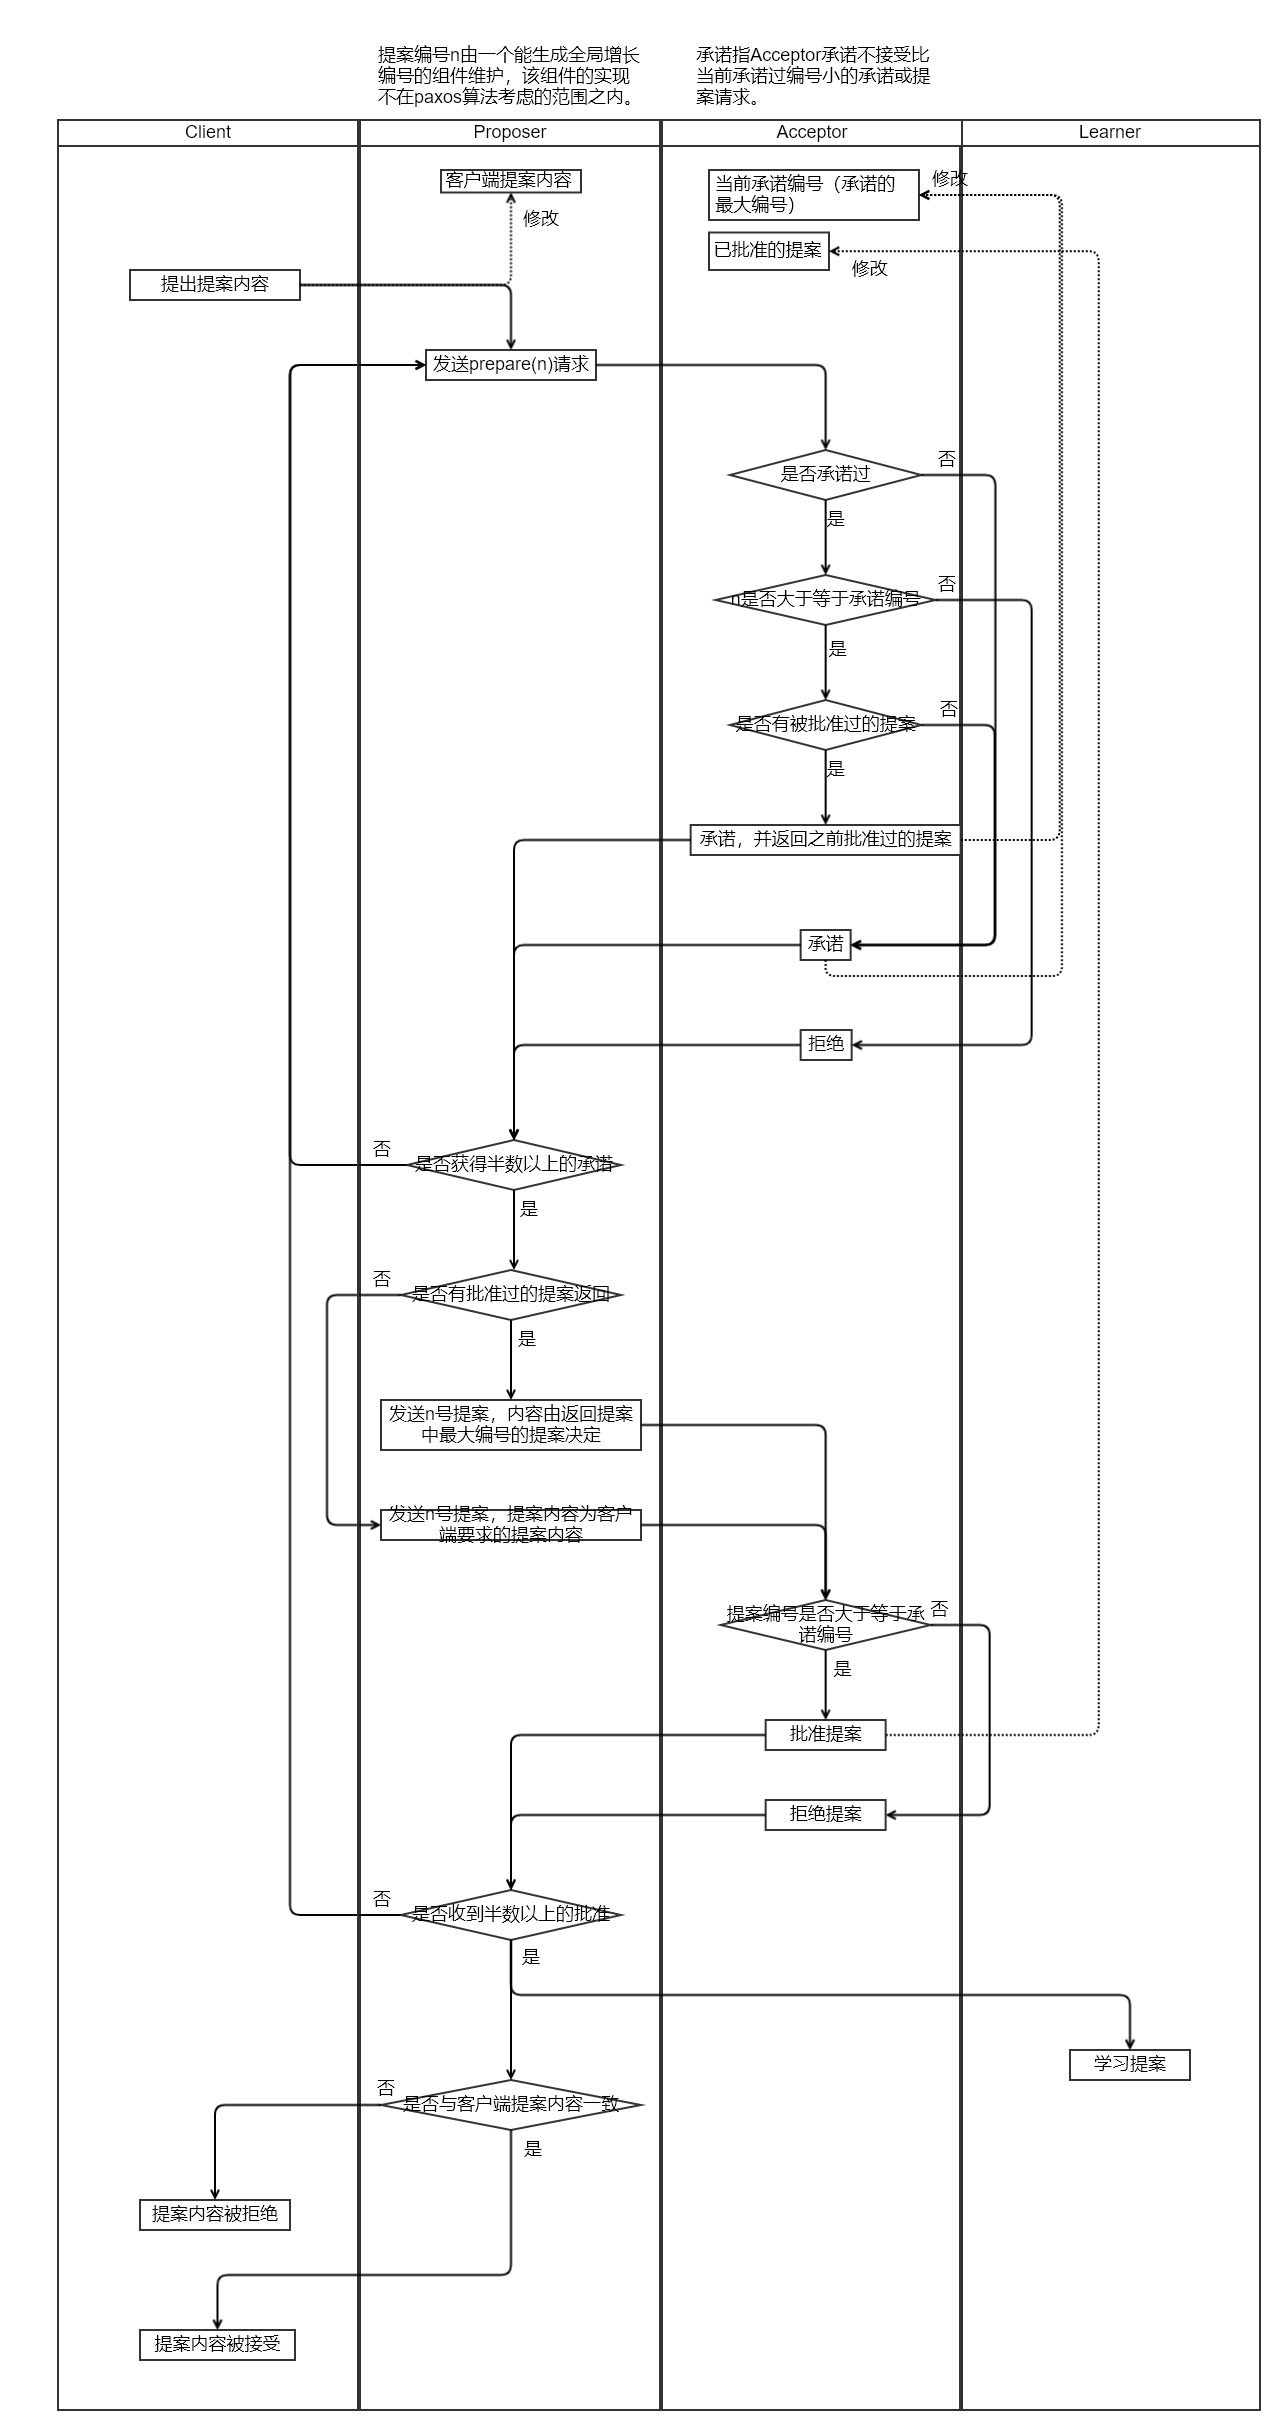 提案编号n由一个能生成全局增长
编号的组件维护，该组件的实现
不在paxos算法考虑的范围之内。
承诺指Acceptor承诺不接受比
当前承诺过编号小的承诺或提
案请求。
Client
Proposer
Acceptor
Learner
客户端提案内容
当前承诺编号（承诺的
最大编号）
修改
修改
已批准的提案
修改
提出提案内容
发送prepare(n)请求
是否承诺过
否
是
n是否大于等于承诺编号
否
是
是否有被批准过的提案
否
是
承诺，并返回之前批准过的提案
承诺
拒绝
否
是否获得半数以上的承诺
是
否
是否有批准过的提案返回
是
发送n号提案，内容由返回提案
中最大编号的提案决定
发送n号提案，提案内容为客户
端要求的提案内容
提案编号是否大于等于承
诺编号
否
是
批准提案
拒绝提案
否
是否收到半数以上的批准
是
学习提案
否
是否与客户端提案内容一致
是
提案内容被拒绝
提案内容被接受